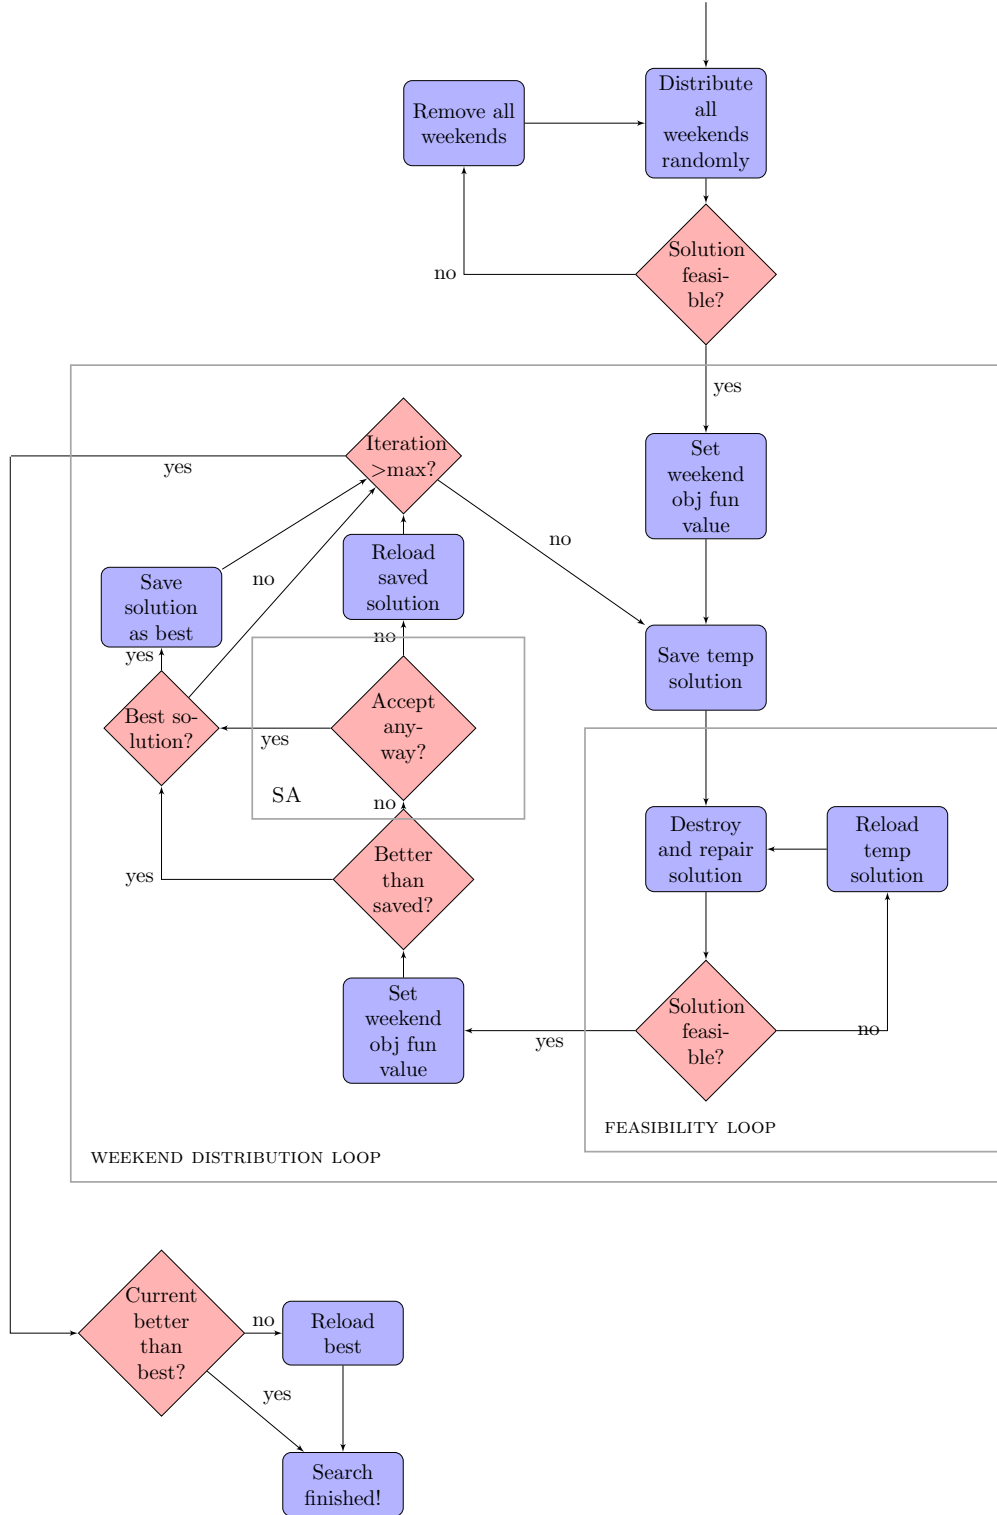 Distribute
all
weekends
randomly
Remove all
weekends
Solution
feasi-
ble?
no
yes
Iteration
>max?
yes
Set
weekend
obj fun
value
no
Reload
saved
solution
Save
solution
as best
no
no
yes
Save temp
solution
Best so-
lution?
Accept
any-
way?
yes
SA
no
Destroy
and repair
solution
Reload
temp
solution
Better
than
saved?
yes
Set
weekend
obj fun
value
Solution
feasi-
ble?
no
yes
FEASIBILITY LOOP
WEEKEND DISTRIBUTION LOOP
Current
better
than
best?
no
Reload
best
yes
Search
finished!